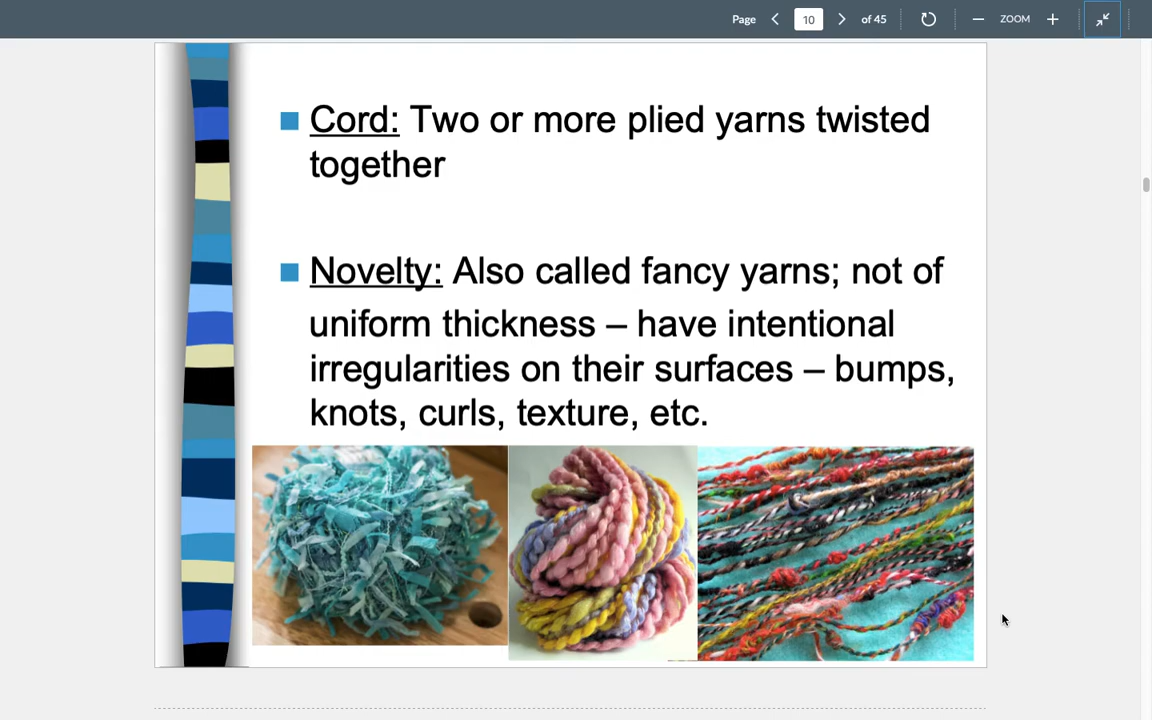 Page 10 of 45 ZOOM
Cord: Two or more plied yarns twisted
together
Novelty: Also called fancy yarns; not of
uniform thickness – have intentional
irregularities on their surfaces – bumps,
knots, curls, texture, etc.